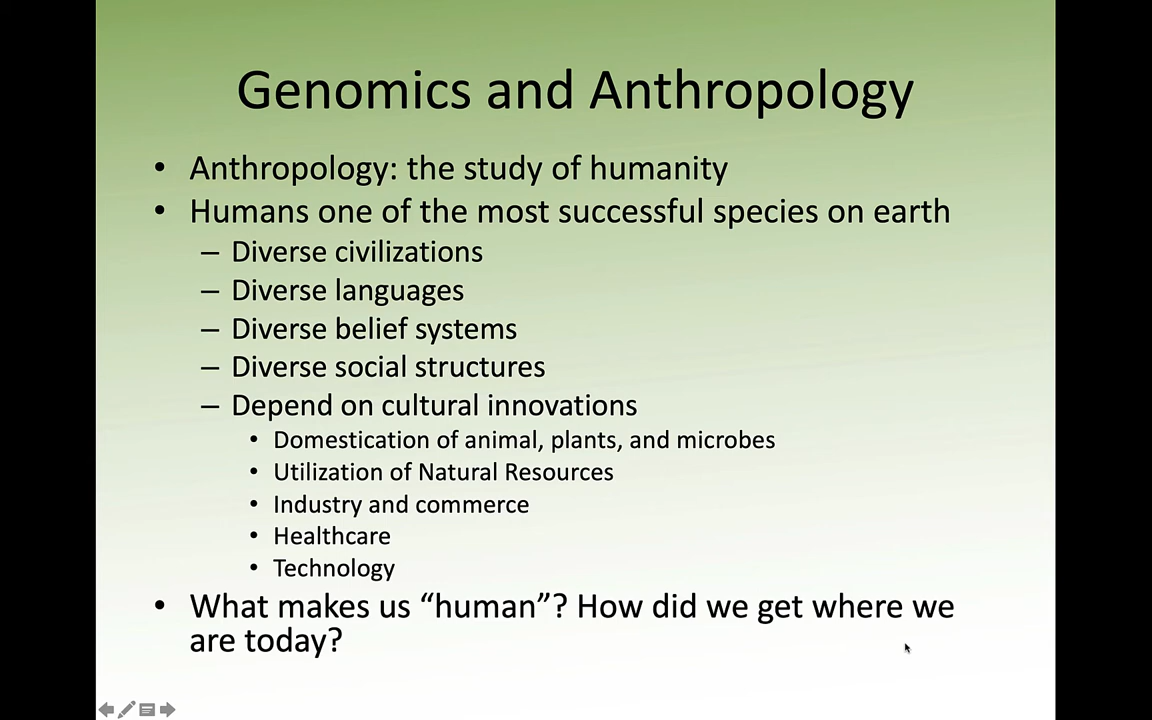 Genomics and Anthropology
• Anthropology: the study of humanity
• Humans one of the most successful species on earth
– Diverse civilizations
– Diverse languages
– Diverse belief systems
– Diverse social structures
– Depend on cultural innovations
• Domestication of animal, plants, and microbes
• Utilization of Natural Resources
• Industry and commerce
• Healthcare
• Technology
• What makes us “human”? How did we get where we
are today?